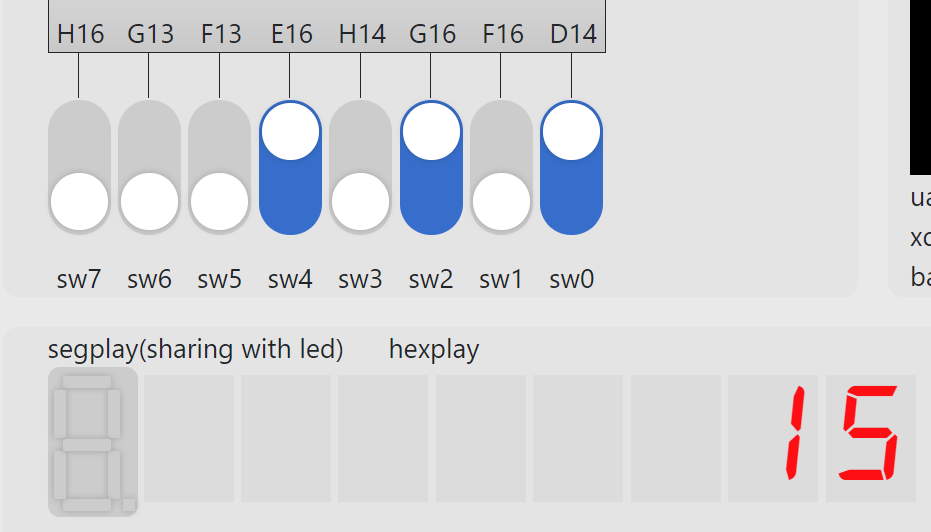 H16 G13 F13 E16 H14 G16 F16 D14
sw7 sw6 sw5 sw4 sw3 sw2 sw1 sw0
segplay(sharing with led) hexplay
15